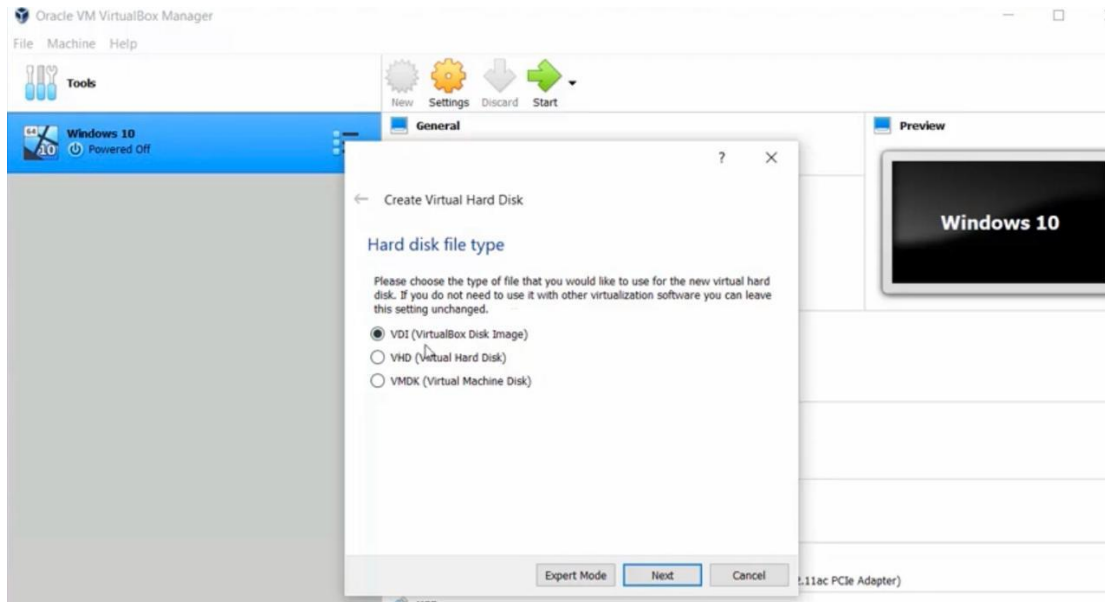 Oracle VM VirtualBox Manager
File Machine Help
Tools
New Settings Discard Start
64
10
Windows 10
Powered Off
General
Preview
Windows 10
?
Create Virtual Hard Disk
Hard disk file type
Please choose the type of file that you would like to use for the new virtual hard
disk. If you do not need to use it with other virtualization software you can leave
this setting unchanged.
VDI (VirtualBox Disk Image)
VHD (Virtual Hard Disk)
VMDK (Virtual Machine Disk)
Expert Mode Next Cancel
2.11ac PCIe Adapter)